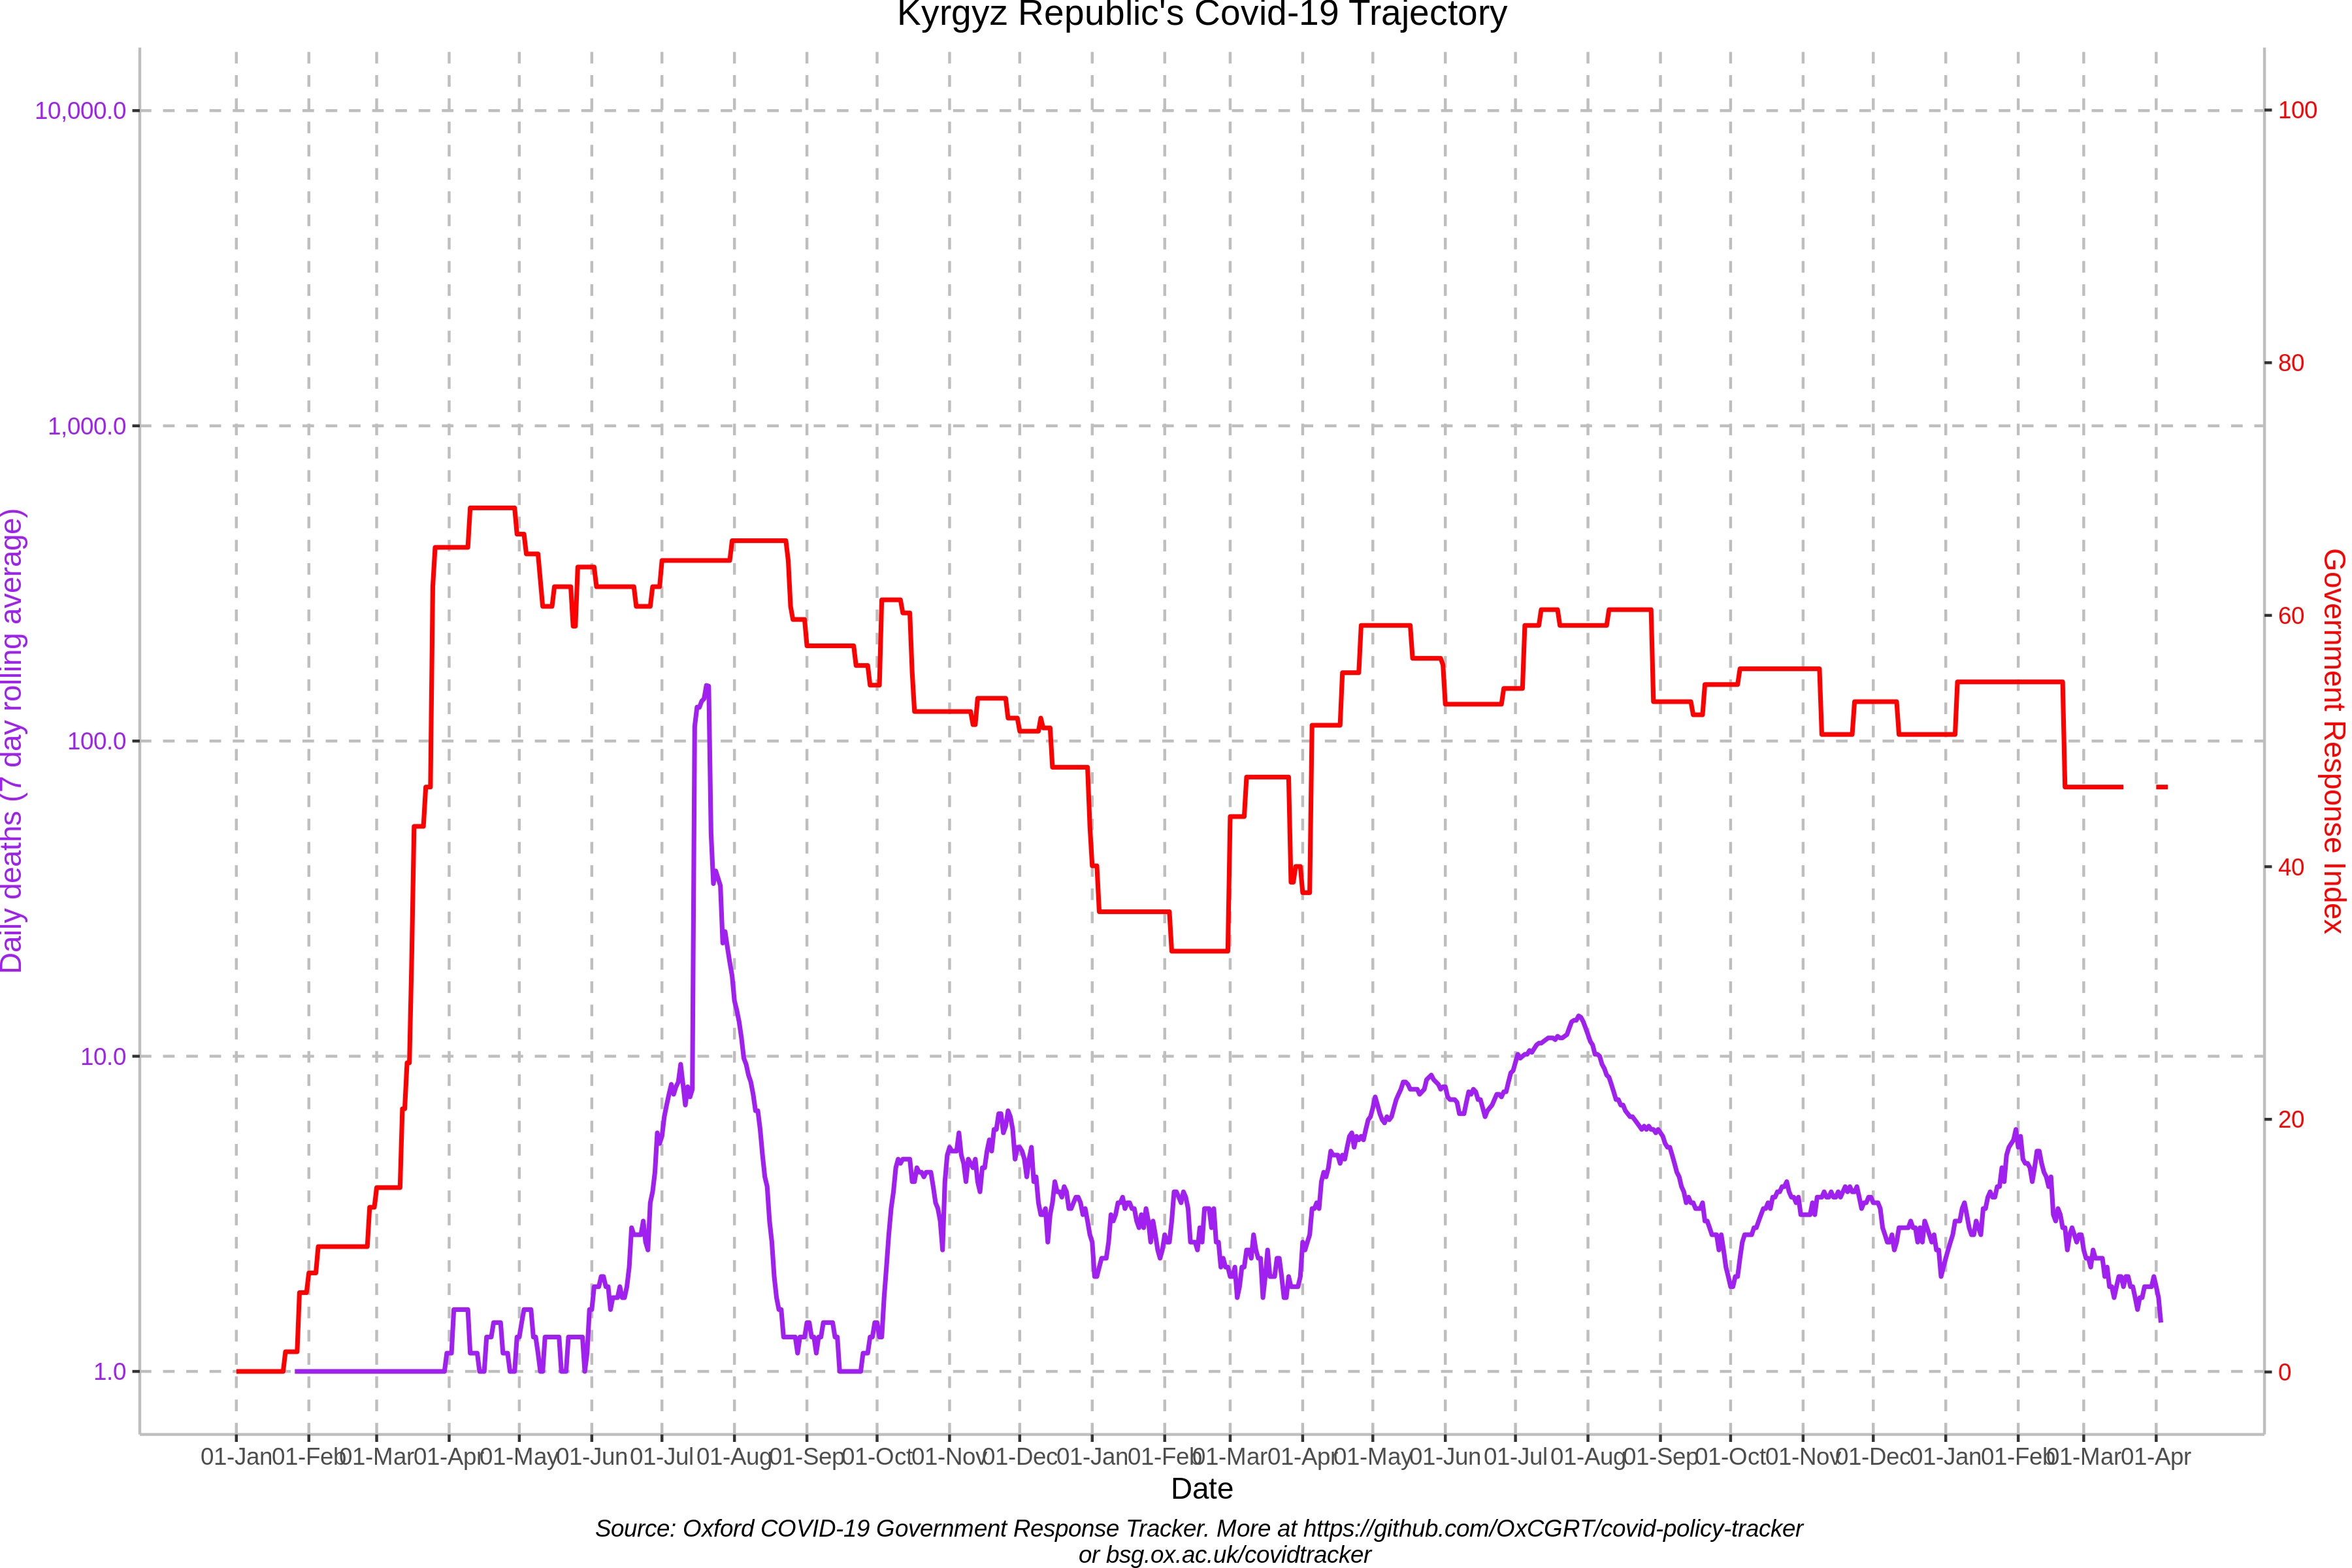 Kyrgyz Republic's Covid-19 Trajectory
10,000.0
1,000.0
100.0
10.0
1.0
Daily deaths (7 day rolling average)
100
80
60
40
20
0
Government Response Index
01-Jan 01-Feb 01-Mar 01-Apr 01-May 01-Jun 01-Jul 01-Aug 01-Sep 01-Oct 01-Nov 01-Dec 01-Jan 01-Feb 01-Mar 01-Apr 01-May 01-Jun 01-Jul 01-Aug 01-Sep 01-Oct 01-Nov 01-Dec 01-Jan 01-Feb 01-Mar 01-Apr
Date
Source: Oxford COVID-19 Government Response Tracker. More at https://github.com/OxCGRT/covid-policy-tracker
or bsg.ox.ac.uk/covidtracker